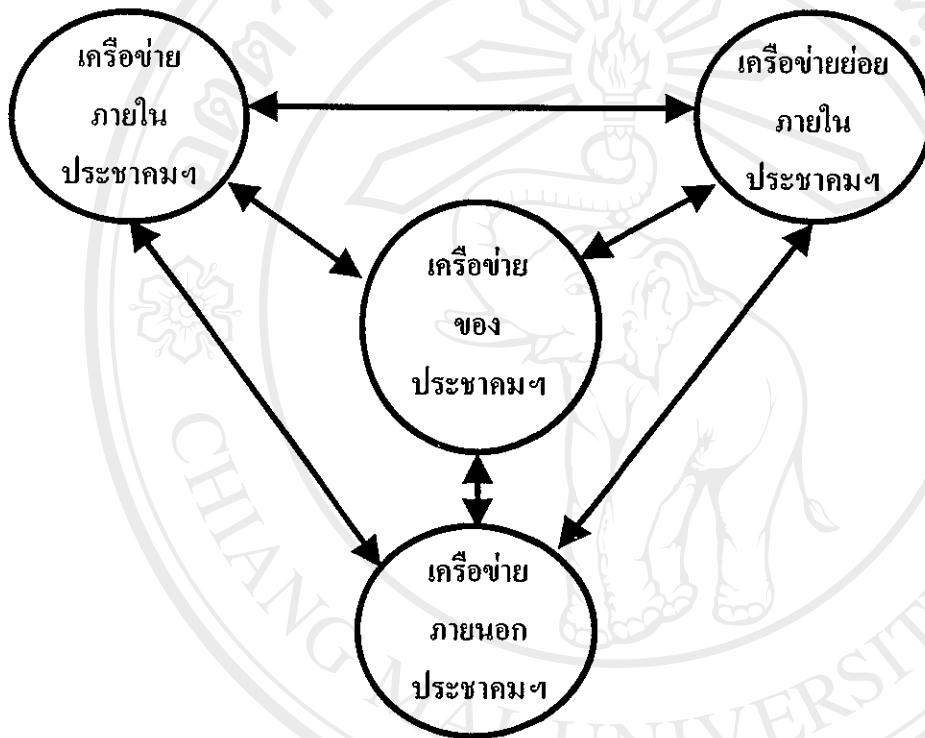 เครือข่าย
ภายใน
ประชาคมฯ
เครือข่ายย่อย
ภายใน
ประชาคมฯ
เครือข่าย
ของ
ประชาคมฯ
เครือข่าย
ภายนอก
ประชาคมฯ
CHIANG MAI UNIVERSITY